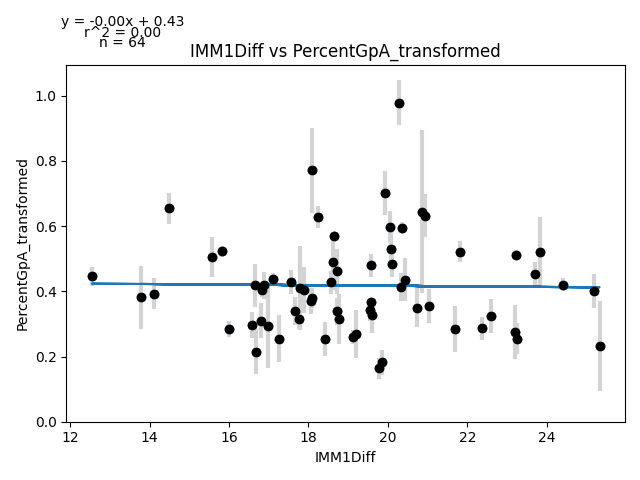 y = -0.00x + 0.43
r^2 = 0.00
n = 64
IMM1Diff vs PercentGpA_transformed
PercentGpA_transformed
1.0
0.8
0.6
0.4
0.2
0.0
12 14 16 18 20 22 24
IMM1Diff